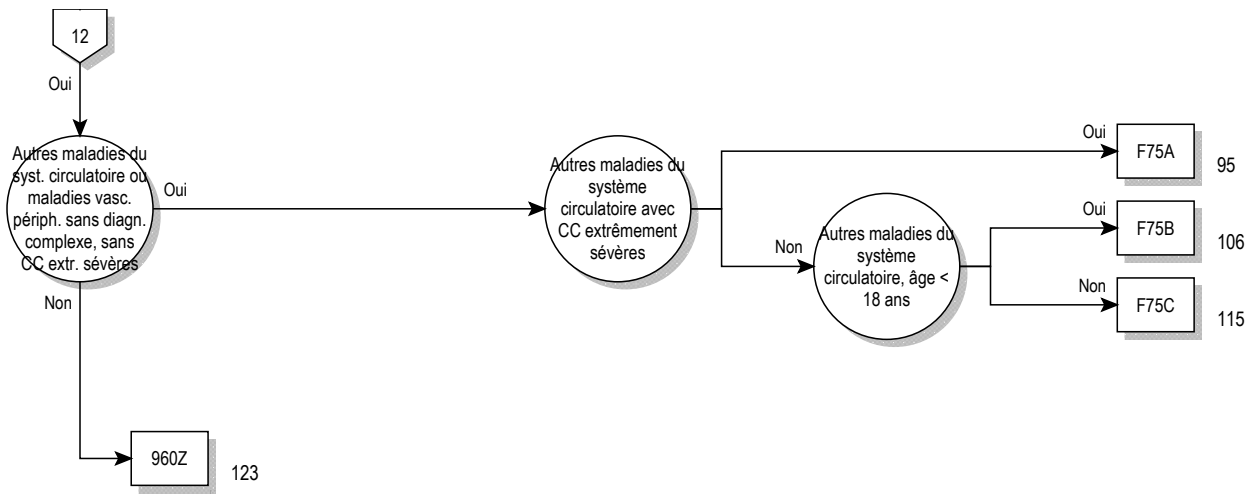 12
Oui
Autres maladies du
syst. circulatoire ou
maladies vasc.
périph. sans diagn.
complexe, sans
CC extr. sévères
Oui
Non
Autres maladies du
système
circulatoire avec
CC extrêmement
sévères
Oui
F75A
95
Non
Autres maladies du
système
circulatoire, âge <
18 ans
Oui
F75B
106
Non
F75C
115
960Z
123